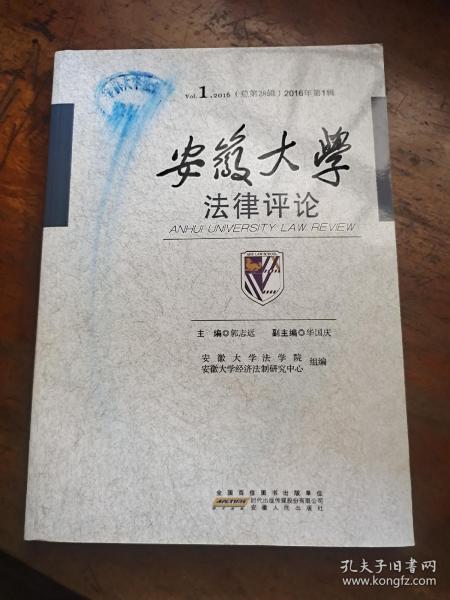 Vol. 1.2016（总第28辑）2016年第1辑
安徽大学
法律评论
ANHUI UNIVERSITY LAW REVIEW
主 编◇郭志远 副主编◇华国庆
安徽大学法学院
安徽大学经济法制研究中心
组编
全国百佳图书出版单位
时代出版传媒股份有限公司
安徽人民出版社
孔夫子旧书网
www.kongfz.com